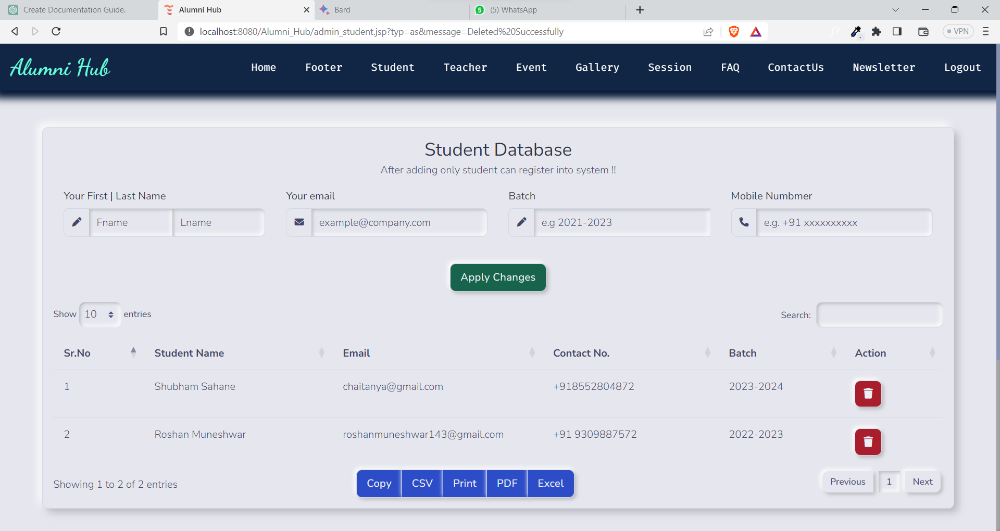 Create Documentation Guide.
Alumni Hub
Bard
5 (5) WhatsApp
localhost:8080/Alumni_Hub/admin_student.jsp?typ=as&message=Deleted%20Successfully
VPN
Alumni Hub
Home Footer Student Teacher Event Gallery Session FAQ ContactUs Newsletter Logout
Student Database
After adding only student can register into system !!
Your First | Last Name Your email Batch Mobile Numbmer
Fname Lname example@company.com e.g 2021-2023 e.g. +91 xxxxxxxxxx
Apply Changes
Show 10 entries Search:
Sr.No Student Name Email Contact No. Batch Action
1 Shubham Sahane chaitanya@gmail.com +918552804872 2023-2024
2 Roshan Muneshwar roshanmuneshwar143@gmail.com +91 9309887572 2022-2023
Showing 1 to 2 of 2 entries Copy CSV Print PDF Excel Previous 1 Next